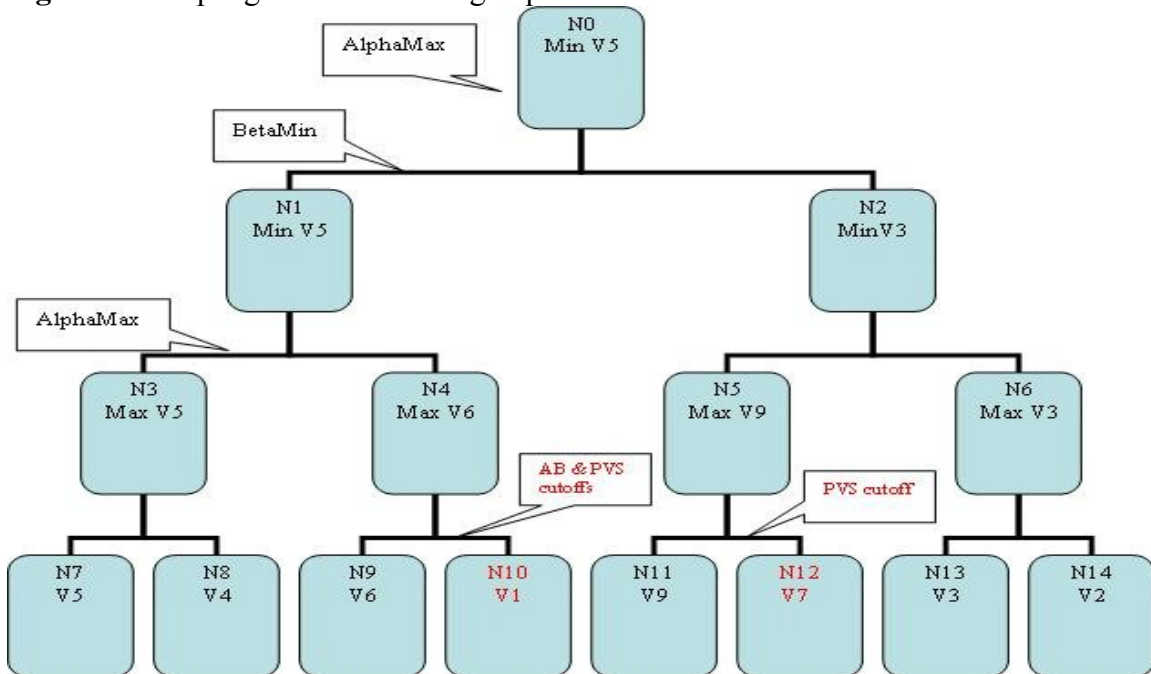 N0
Min V5
AlphaMax
BetaMin
N1
Min V5
N2
MinV3
AlphaMax
N3
Max V5
N4
Max V6
N5
Max V9
N6
Max V3
AB & PVS
cutoffs
PVS cutoff
N7
V5
N8
V4
N9
V6
N10
V1
N11
V9
N12
V7
N13
V3
N14
V2